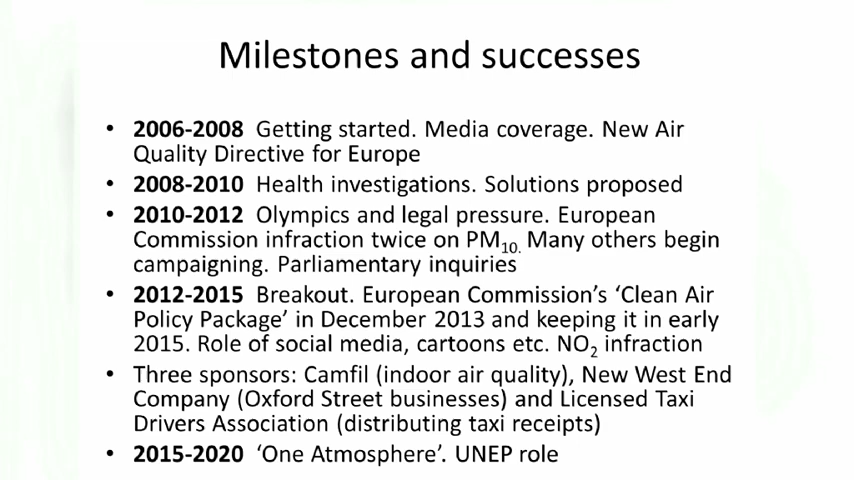 Milestones and successes
• 2006-2008 Getting started. Media coverage. New Air
Quality Directive for Europe
• 2008-2010 Health investigations. Solutions proposed
• 2010-2012 Olympics and legal pressure. European
Commission infraction twice on PM10. Many others begin
campaigning. Parliamentary inquiries
• 2012-2015 Breakout. European Commission’s ‘Clean Air
Policy Package’ in December 2013 and keeping it in early
2015. Role of social media, cartoons etc. NO2 infraction
• Three sponsors: Camfil (indoor air quality), New West End
Company (Oxford Street businesses) and Licensed Taxi
Drivers Association (distributing taxi receipts)
• 2015-2020 ‘One Atmosphere’. UNEP role